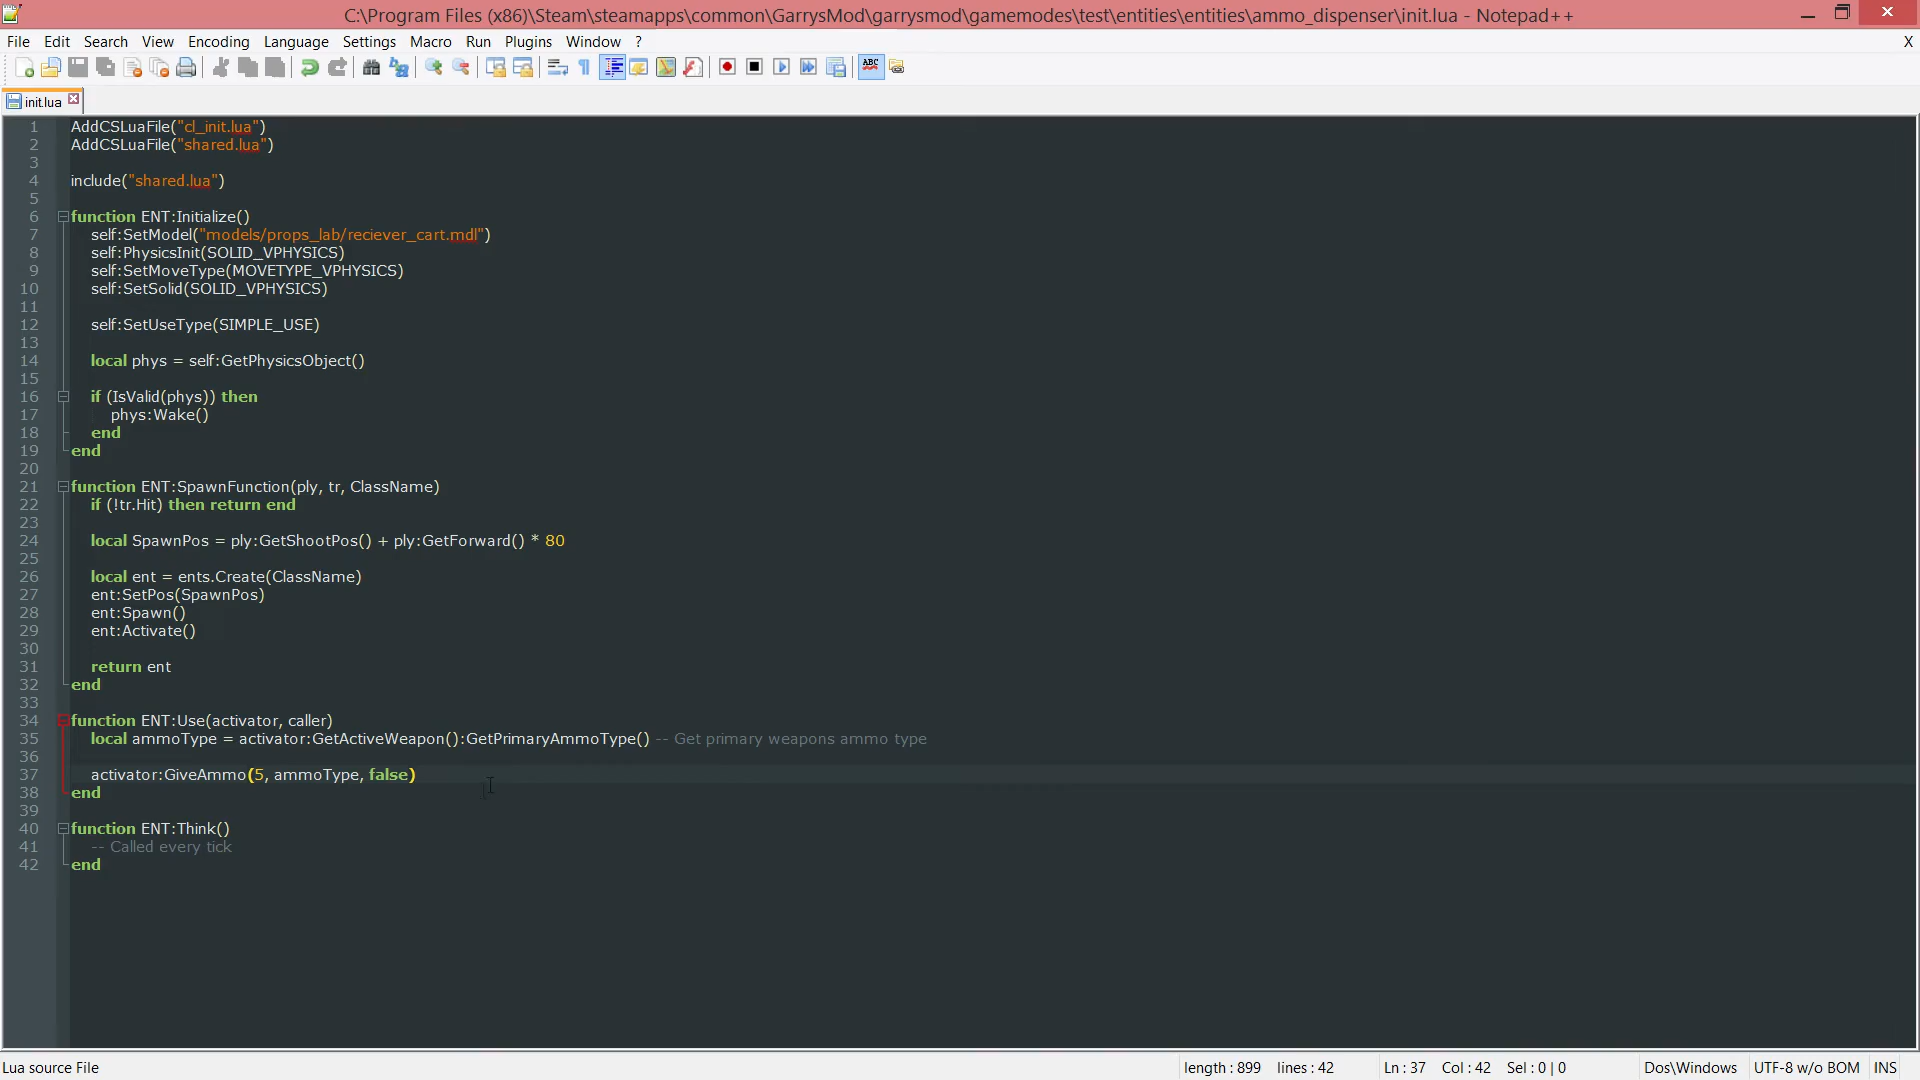 C:\Program Files (x86)\Steam\steamapps\common\GarrysMod\garrysmod\gamemodes\test\entities\entities\ammo_dispenser\init.lua - Notepad++
File Edit Search View Encoding Language Settings Macro Run Plugins Window ? X
ABC
init.lua
1 AddCSLuaFile("cl_init.lua")
2 AddCSLuaFile("shared.lua")
3
4 include("shared.lua")
5
6 function ENT:Initialize()
7 self:SetModel("models/props_lab/reciever_cart.mdl")
8 self:PhysicsInit(SOLID_VPHYSICS)
9 self:SetMoveType(MOVETYPE_VPHYSICS)
10 self:SetSolid(SOLID_VPHYSICS)
11
12 self:SetUseType(SIMPLE_USE)
13
14 local phys = self:GetPhysicsObject()
15
16 if (IsValid(phys)) then
17 phys:Wake()
18 end
19 end
20
21 function ENT:SpawnFunction(ply, tr, ClassName)
22 if (!tr.Hit) then return end
23
24 local SpawnPos = ply:GetShootPos() + ply:GetForward() * 80
25
26 local ent = ents.Create(ClassName)
27 ent:SetPos(SpawnPos)
28 ent:Spawn()
29 ent:Activate()
30
31 return ent
32 end
33
34 function ENT:Use(activator, caller)
35 local ammoType = activator:GetActiveWeapon():GetPrimaryAmmoType() -- Get primary weapons ammo type
36
37 activator:GiveAmmo(5, ammoType, false)
38 end
39
40 function ENT:Think()
41 -- Called every tick
42 end
Lua source File length : 899 lines : 42 Ln : 37 Col : 42 Sel : 0 | 0 Dos\Windows UTF-8 w/o BOM INS